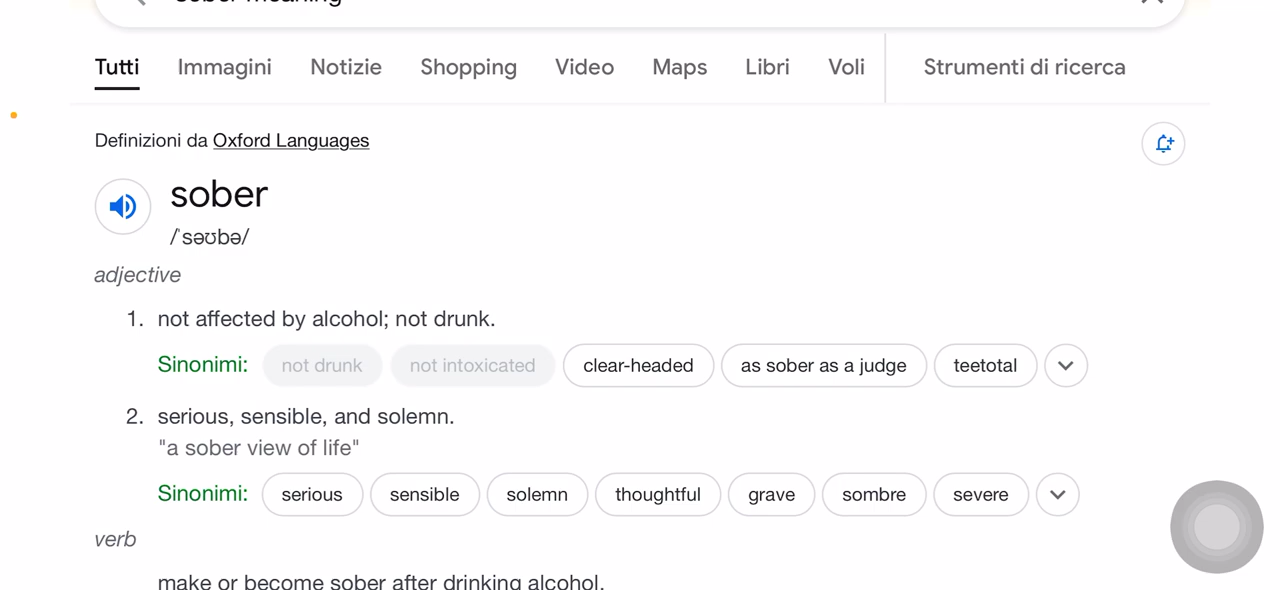 sober meaning
Tutti Immagini Notizie Shopping Video Maps Libri Voli Strumenti di ricerca
Definizioni da Oxford Languages
sober
/ˈsəʊbə/
adjective
1. not affected by alcohol; not drunk.
Sinonimi: not drunk not intoxicated clear-headed as sober as a judge teetotal
2. serious, sensible, and solemn.
"a sober view of life"
Sinonimi: serious sensible solemn thoughtful grave sombre severe
verb
make or become sober after drinking alcohol.